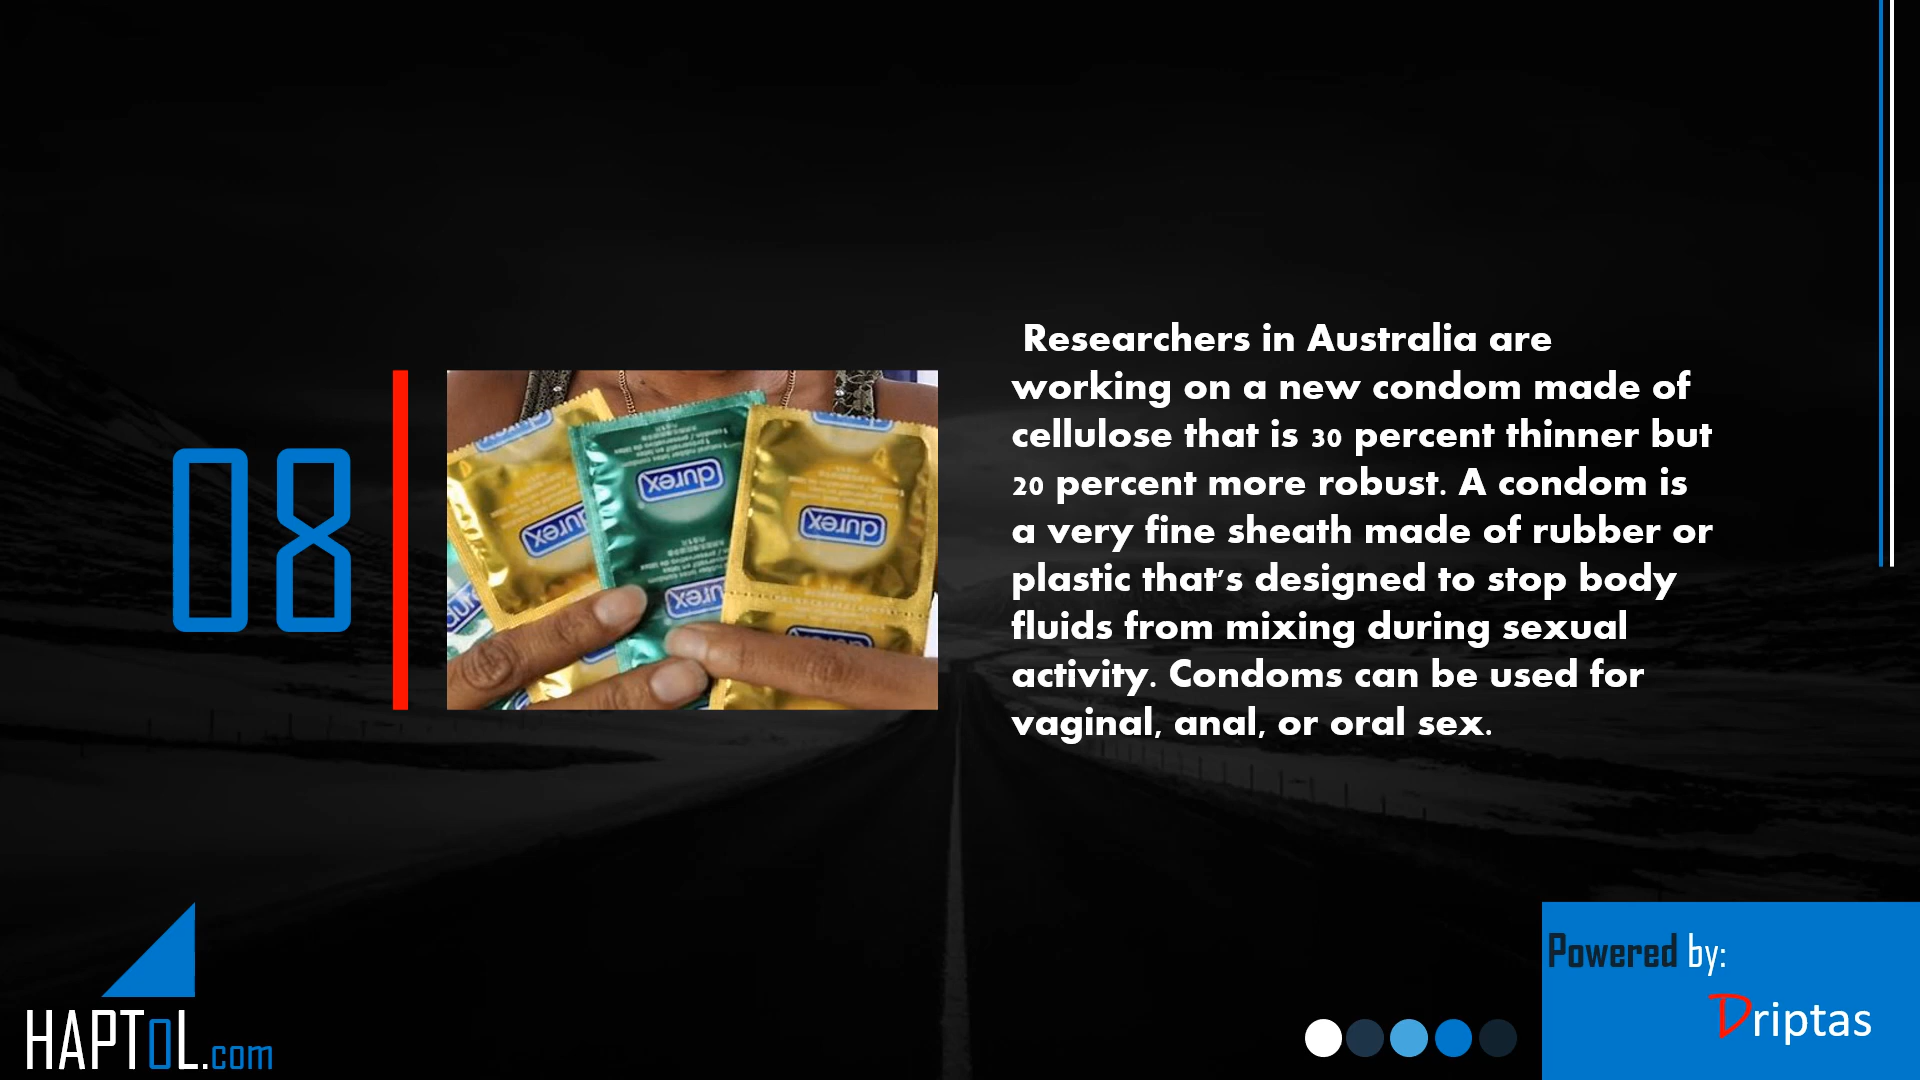 08
durex
durex
durex
durex
Researchers in Australia are
working on a new condom made of
cellulose that is 30 percent thinner but
20 percent more robust. A condom is
a very fine sheath made of rubber or
plastic that's designed to stop body
fluids from mixing during sexual
activity. Condoms can be used for
vaginal, anal, or oral sex.
HAPTOL.com
Powered by:
Driptas